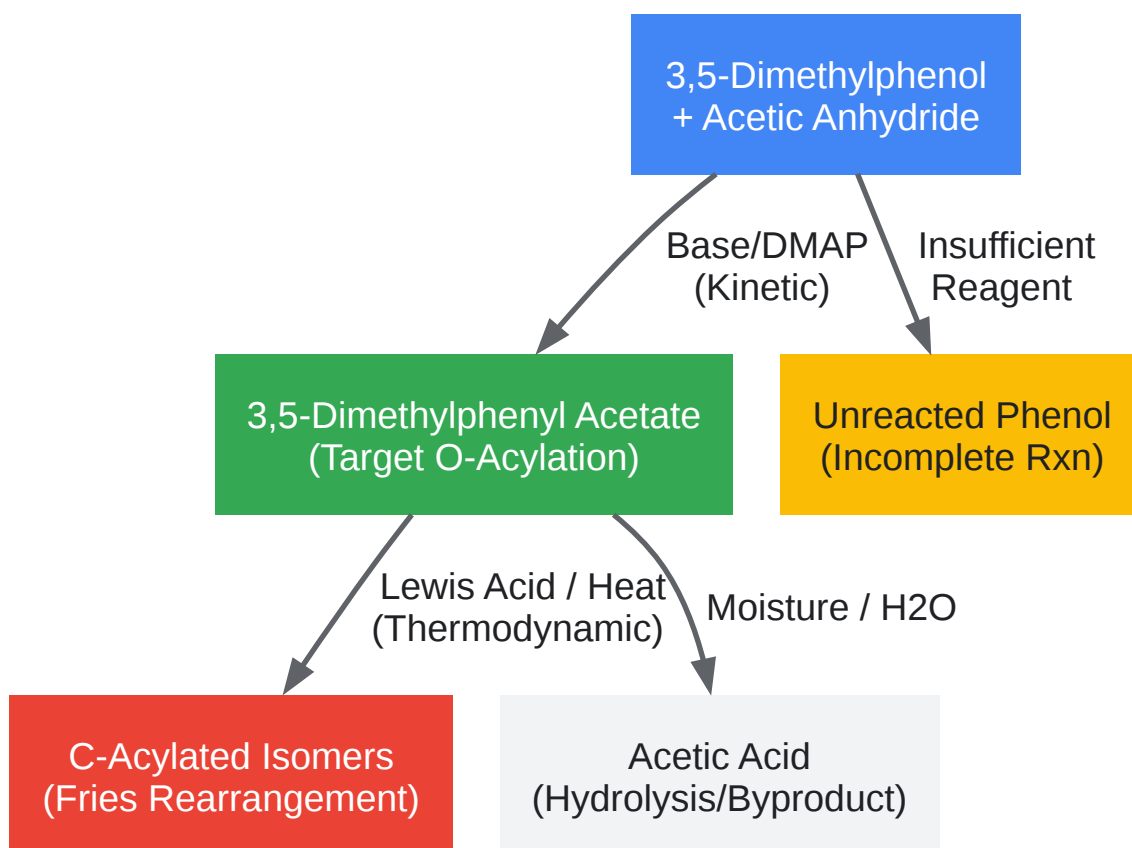 3,5-Dimethylphenol
+ Acetic Anhydride
Base/DMAP
(Kinetic)
Insufficient
Reagent
3,5-Dimethylphenyl Acetate
(Target O-Acylation)
Unreacted Phenol
(Incomplete Rxn)
Lewis Acid / Heat
(Thermodynamic)
Moisture / H2O
C-Acylated Isomers
(Fries Rearrangement)
Acetic Acid
(Hydrolysis/Byproduct)